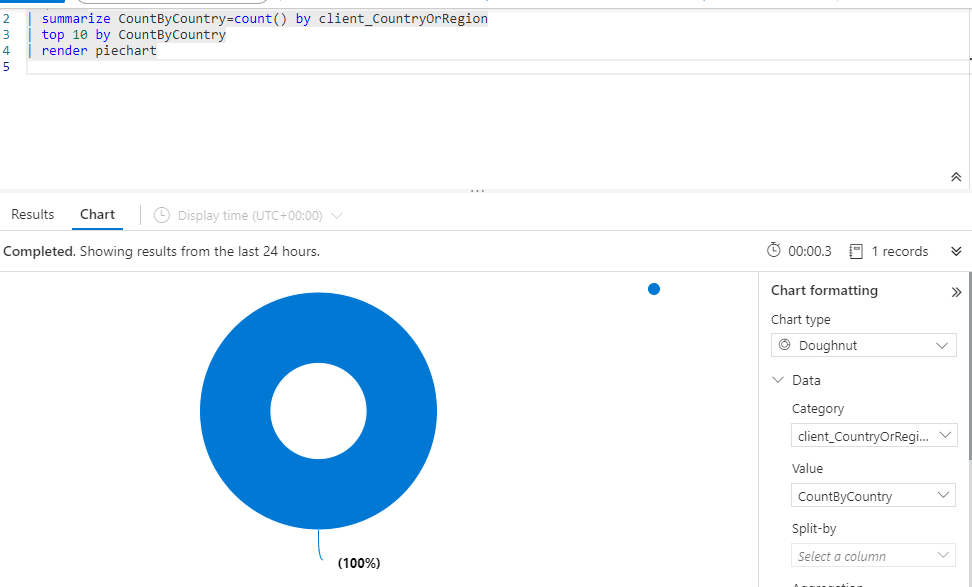 2 | summarize CountByCountry=count() by client_CountryOrRegion
3 | top 10 by CountByCountry
4 | render piechart
5
...
Results Chart Display time (UTC+00:00)
Completed. Showing results from the last 24 hours. 00:00.3 1 records
Chart formatting
Chart type
Doughnut
Data
Category
client_CountryOrRegi...
Value
CountByCountry
Split-by
Select a column
(100%)